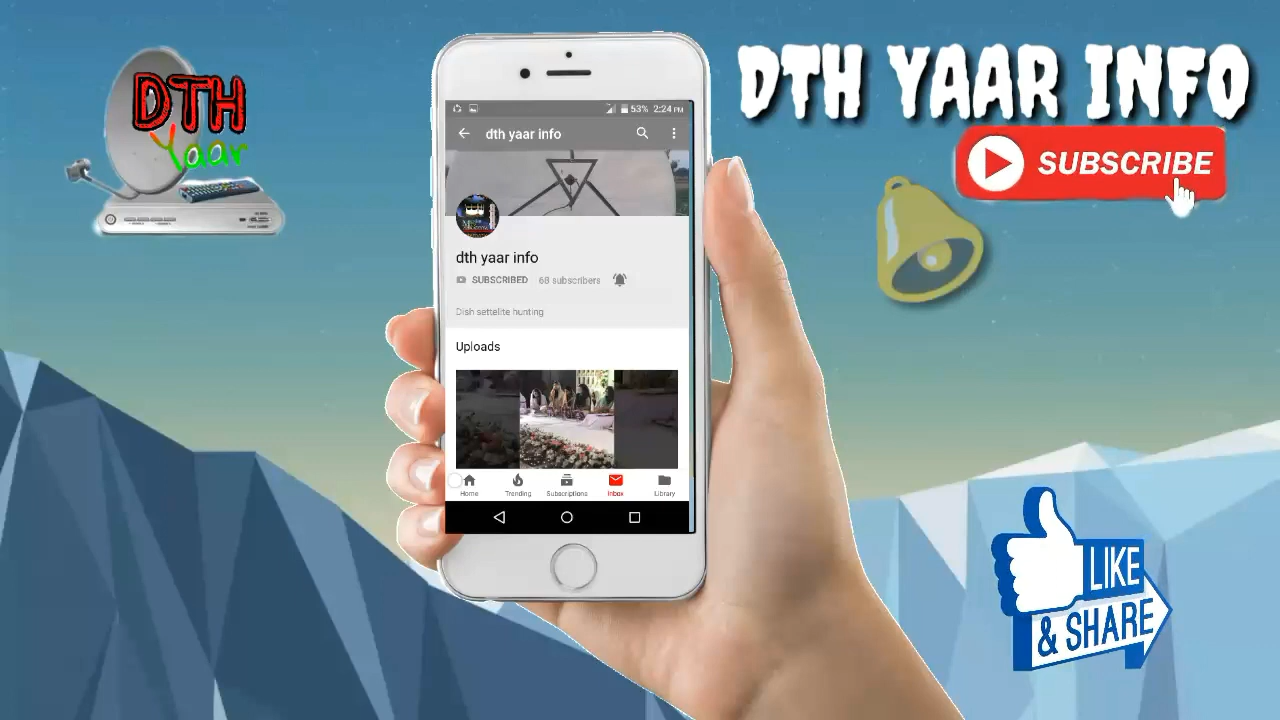 DTH
Yaar
DTH YAAR INFO
SUBSCRIBE
53% 2:24 PM
dth yaar info
dth yaar info
SUBSCRIBED 68 subscribers
Dish settelite hunting
Uploads
Home Trending Subscriptions Inbox Library
LIKE
& SHARE